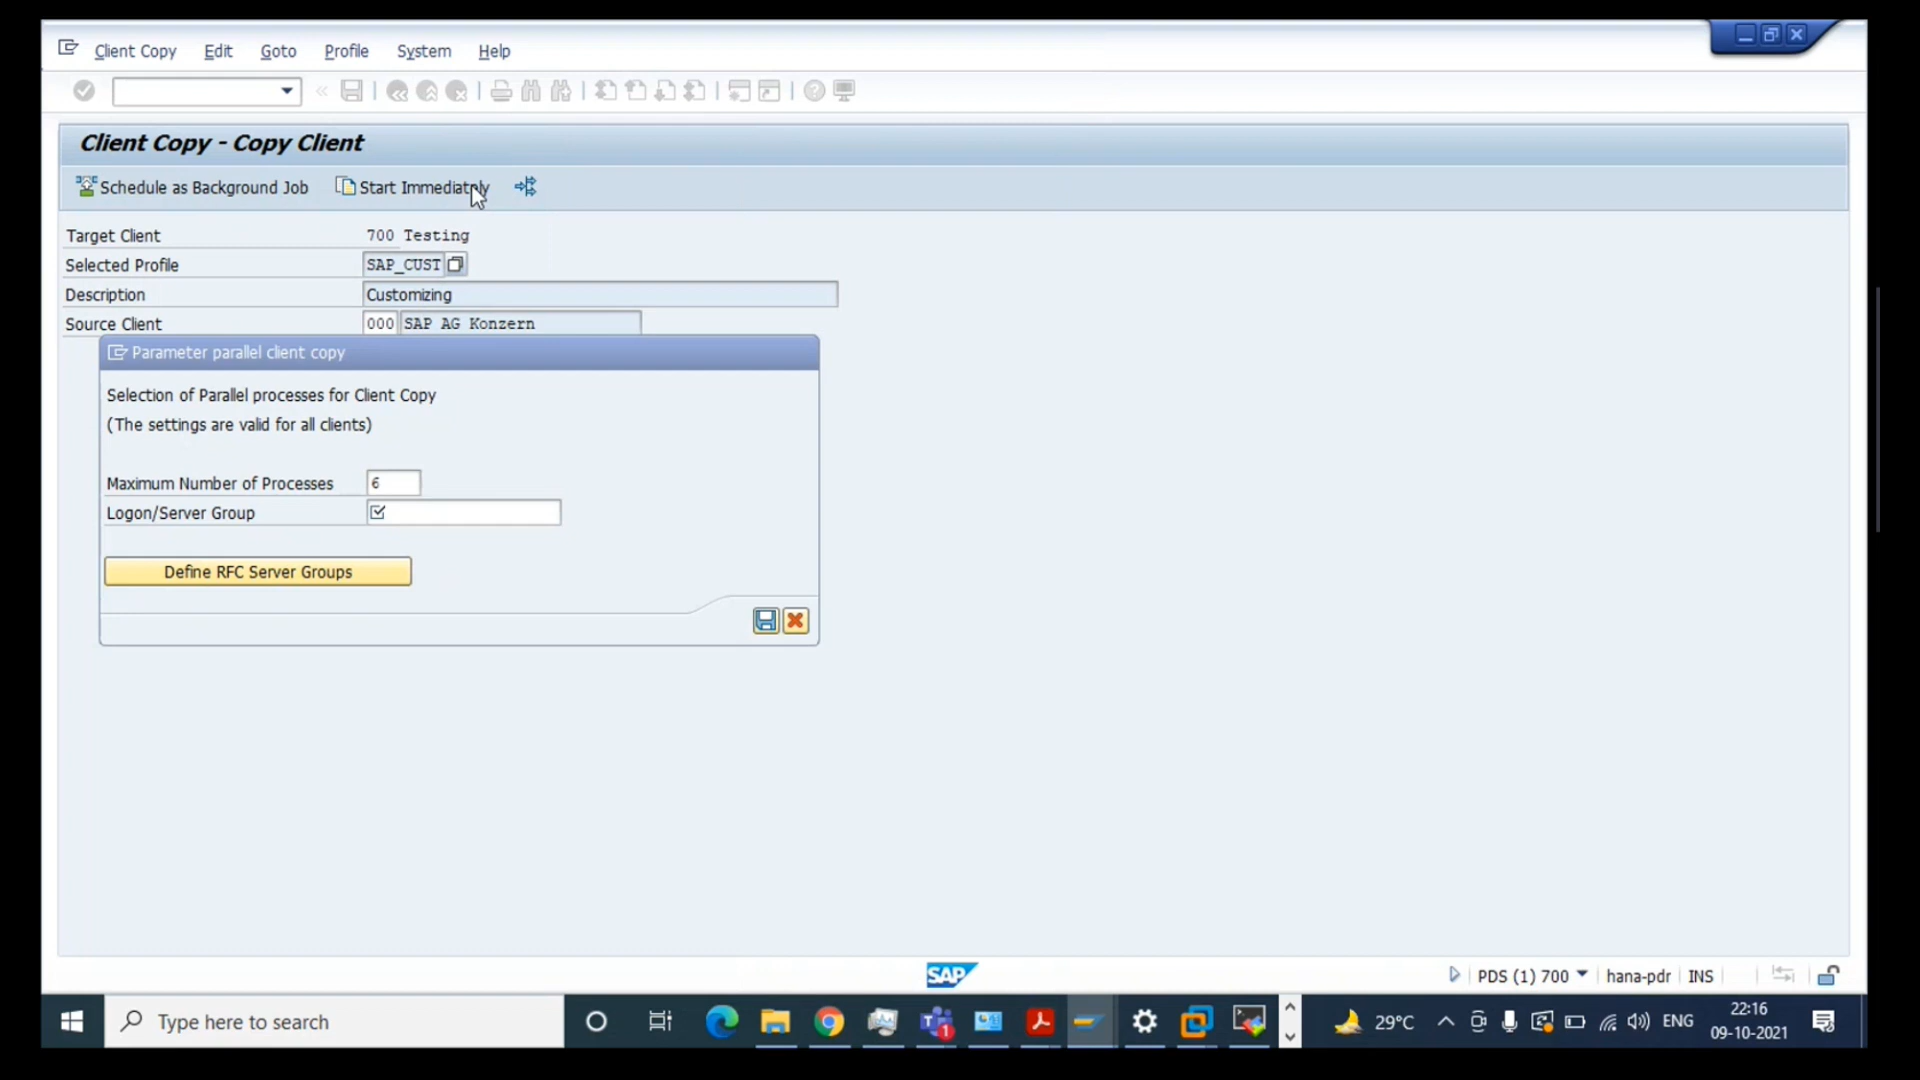 Client Copy Edit Goto Profile System Help
Client Copy - Copy Client
Schedule as Background Job Start Immediately
Target Client 700 Testing
Selected Profile SAP_CUST
Description Customizing
Source Client 000 SAP AG Konzern
Parameter parallel client copy
Selection of Parallel processes for Client Copy
(The settings are valid for all clients)
Maximum Number of Processes 6
Logon/Server Group
Define RFC Server Groups
SAP PDS (1) 700 hana-pdr INS
Type here to search 1 29°C ENG 22:16
09-10-2021